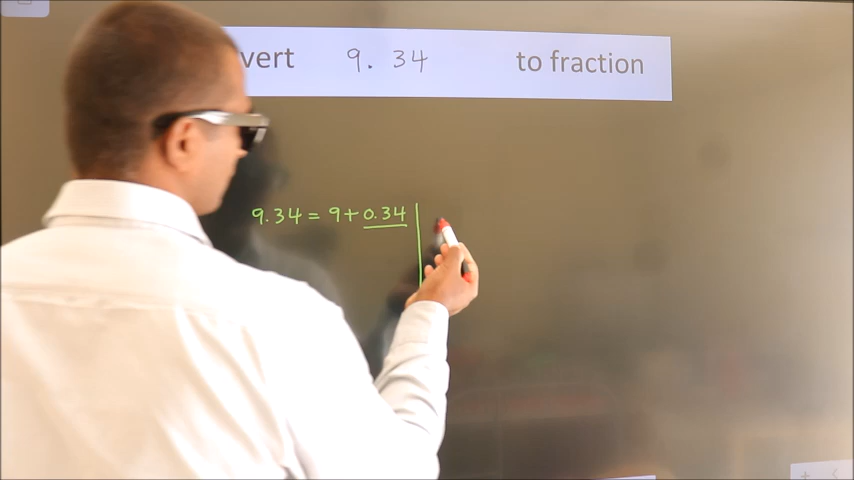 vert 9.34 to fraction
9.34 = 9 + 0.34